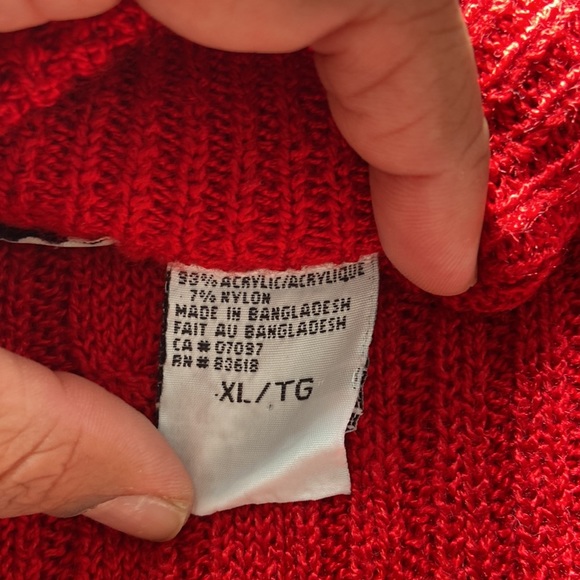 93% ACRYLIC/ACRYLIQUE
7% NYLON
MADE IN BANGLADESH
FAIT AU BANGLADESH
CA # 07097
RN # 83618
XL/TG